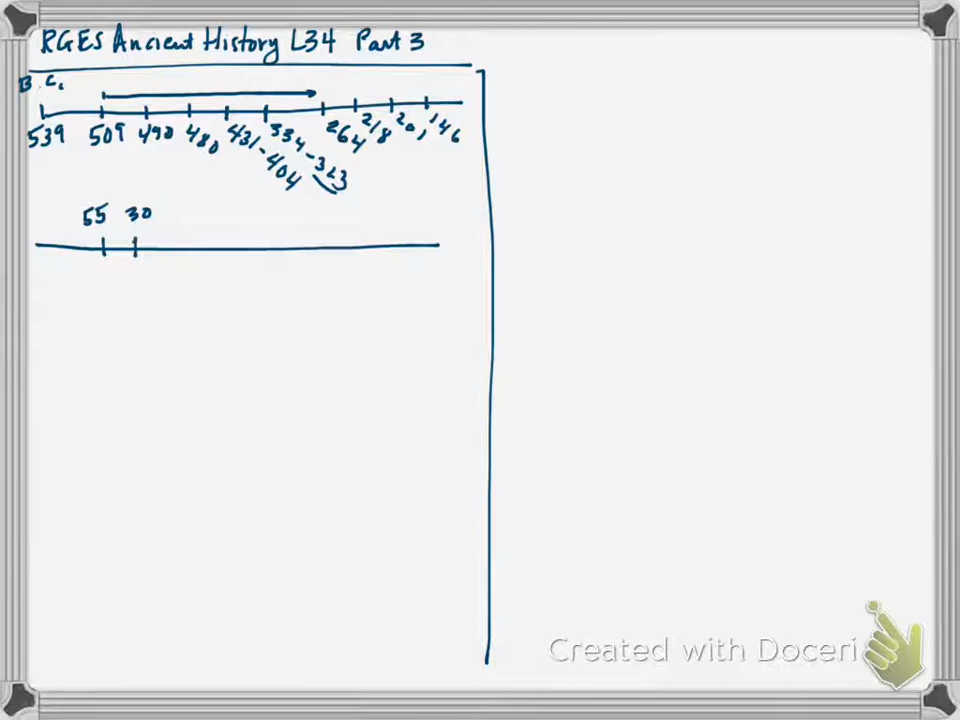 RGES Ancient History L34 Part 3
B.C.
539 509 490 480 431-404 334-323 264 218 201 146
55 30
Created with Doceri